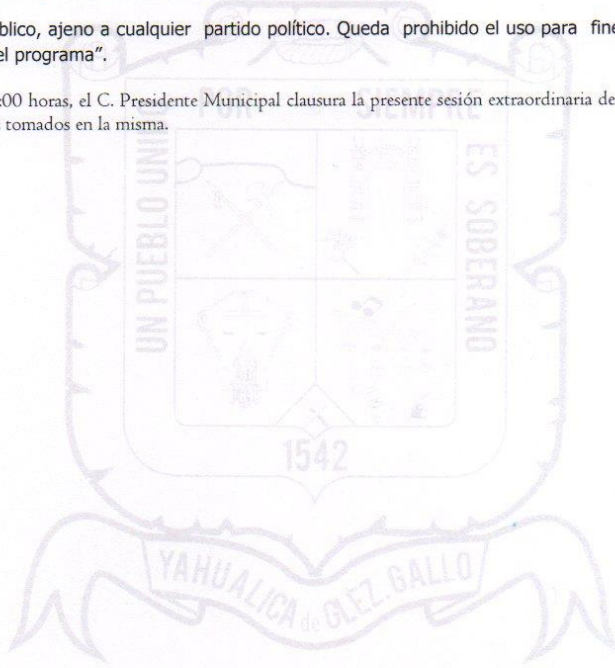 blico, ajeno a cualquier partido político. Queda prohibido el uso para fine
el programa”.
:00 horas, el C. Presidente Municipal clausura la presente sesión extraordinaria de
tomados en la misma.
POR SIEMPRE
UN PUEBLO UNIDO
ES SOBERANO
1542
YAHUALICA de GLEZ. GALLO